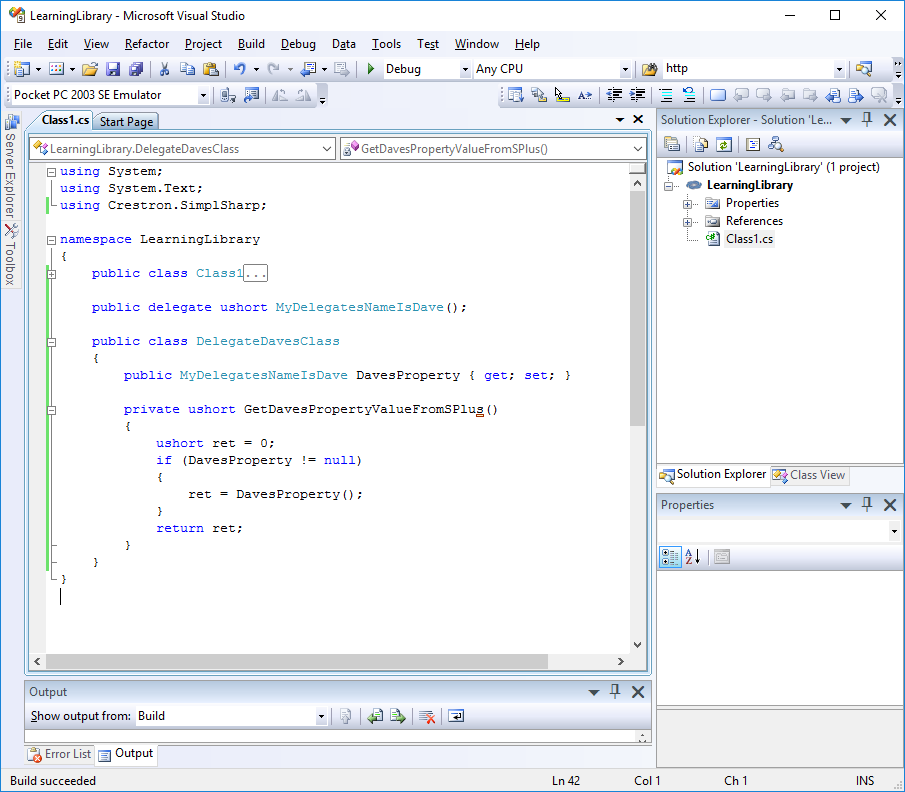 LearningLibrary - Microsoft Visual Studio
File Edit View Refactor Project Build Debug Data Tools Test Window Help
Debug Any CPU http
Pocket PC 2003 SE Emulator
Server Explorer
Toolbox
Class1.cs Start Page
LearningLibrary.DelegateDavesClass GetDavesPropertyValueFromSPlus()
using System;
using System.Text;
using Crestron.SimplSharp;
namespace LearningLibrary
{
public class Class1...
public delegate ushort MyDelegatesNameIsDave();
public class DelegateDavesClass
{
public MyDelegatesNameIsDave DavesProperty { get; set; }
private ushort GetDavesPropertyValueFromSPlus()
{
ushort ret = 0;
if (DavesProperty != null)
{
ret = DavesProperty();
}
return ret;
}
}
}
Solution Explorer - Solution 'Le...
Solution 'LearningLibrary' (1 project)
LearningLibrary
Properties
References
Class1.cs
Solution Explorer Class View
Properties
Output
Show output from: Build
Error List Output
Build succeeded Ln 42 Col 1 Ch 1 INS